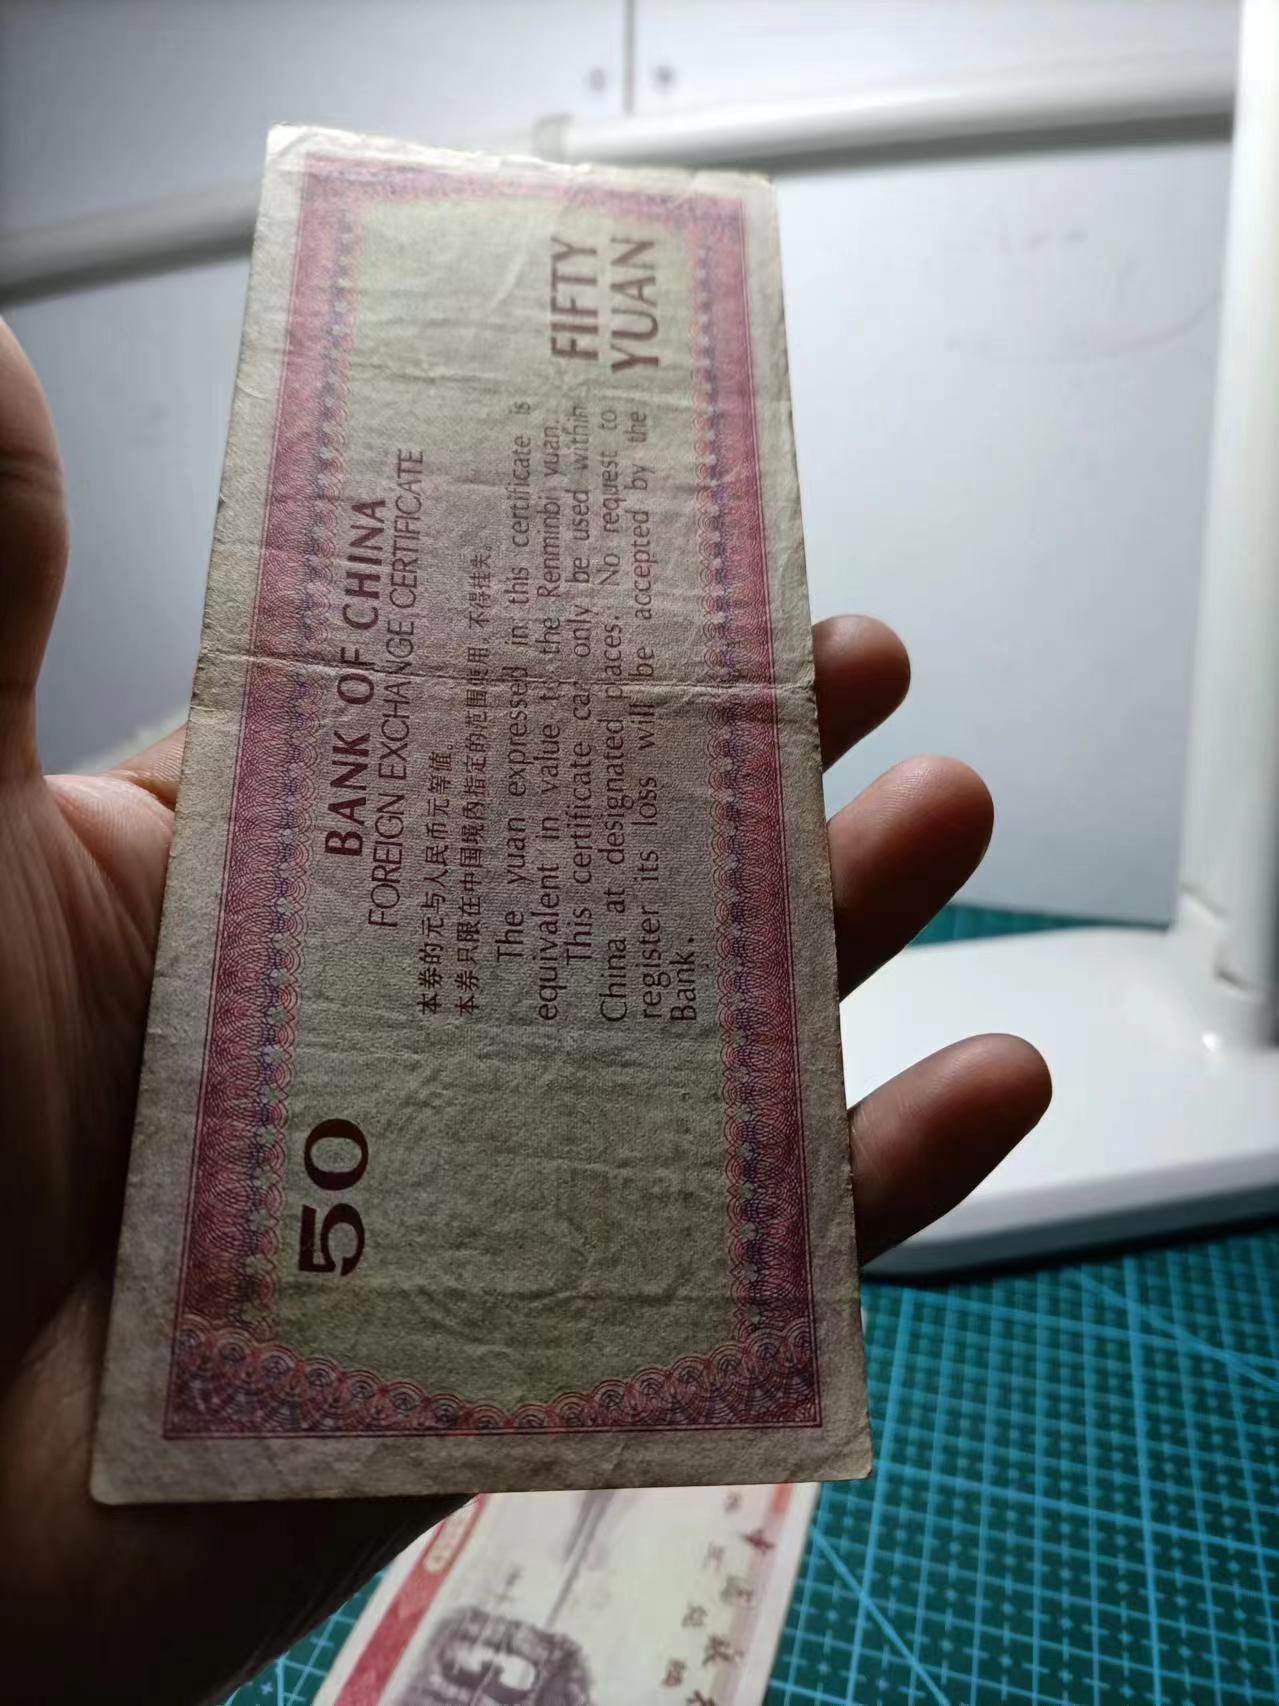 BANK OF CHINA
FOREIGN EXCHANGE CERTIFICATE
本券的元与人民币元等值。
本券只限在中国境内指定的范围使用，不得挂失。
The yuan expressed in this certificate is
equivalent in value to the Renminbi yuan.
This certificate can only be used within
China at designated places. No request to
register its loss will be accepted by the
Bank.
50
FIFTY
YUAN